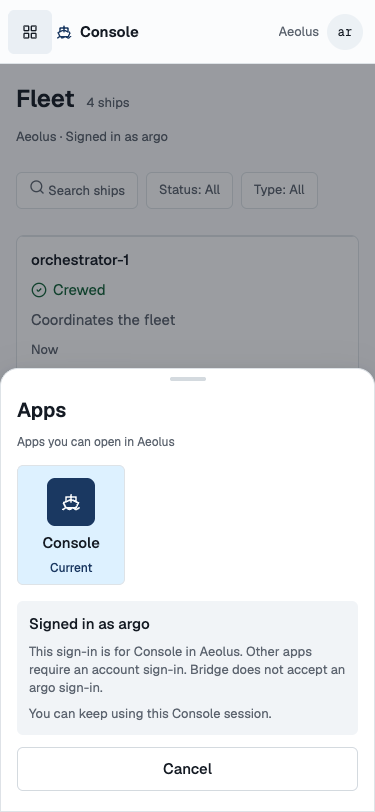 Console
Aeolus
ar
Fleet
4 ships
Aeolus · Signed in as argo
Search ships
Status: All
Type: All
orchestrator-1
Crewed
Coordinates the fleet
Now
Apps
Apps you can open in Aeolus
Console
Current
Signed in as argo
This sign-in is for Console in Aeolus. Other apps
require an account sign-in. Bridge does not accept an
argo sign-in.
You can keep using this Console session.
Cancel